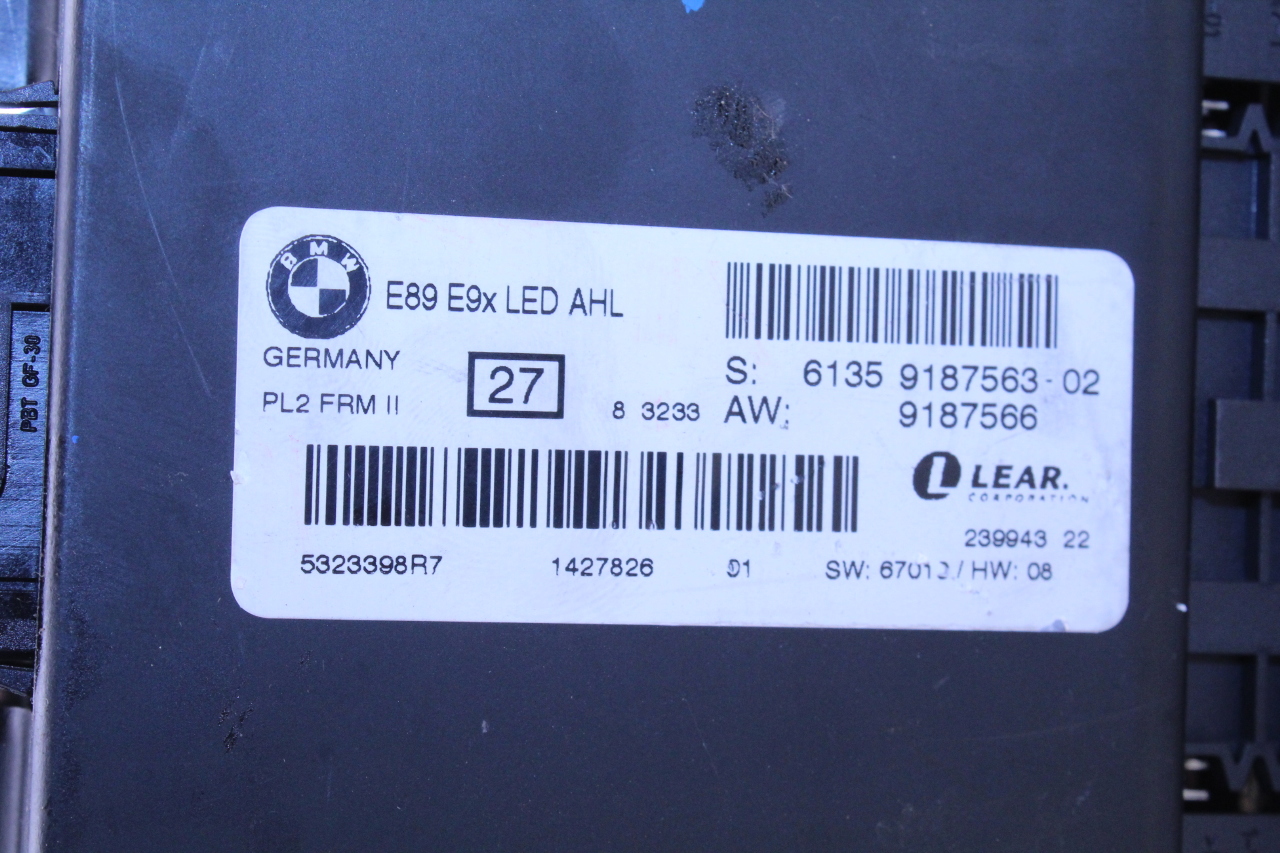 BMW
E89 E9x LED AHL
GERMANY
PL2 FRM II
27
8 3233
S: 6135 9187563-02
AW: 9187566
LEAR.
CORPORATION
239943 22
5323398R7 1427826 01 SW: / HW: 08
PBT GF-30